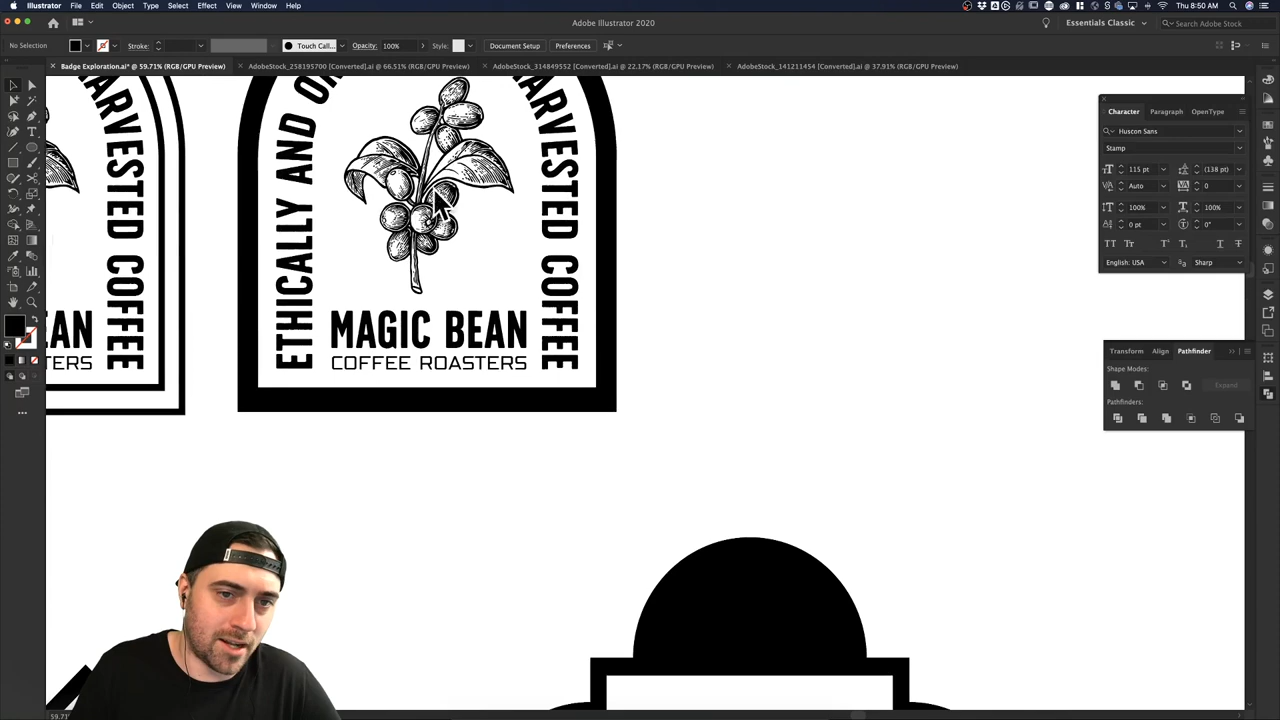 Illustrator File Edit Object Type Select Effect View Window Help
Thu 8:50 AM
Adobe Illustrator 2020
Essentials Classic
Search Adobe Stock
No Selection
Stroke:
Touch Call...
Opacity: 100%
Style:
Document Setup
Preferences
Badge Exploration.ai* @ 59.71% (RGB/GPU Preview)
AdobeStock_258195700 [Converted].ai @ 66.51% (RGB/GPU Preview)
AdobeStock_314849552 [Converted].ai @ 22.17% (RGB/GPU Preview)
AdobeStock_141211454 [Converted].ai @ 37.91% (RGB/GPU Preview)
Character Paragraph OpenType
Huscon Sans
Stamp
115 pt (138 pt)
Auto 0
100% 100%
0 pt 0°
English: USA Sharp
Transform Align Pathfinder
Shape Modes:
Expand
Pathfinders:
ARVESTED COFFEE
EAN
TERS
ETHICALLY AND OR
ARVESTED COFFEE
MAGIC BEAN
COFFEE ROASTERS
59.71